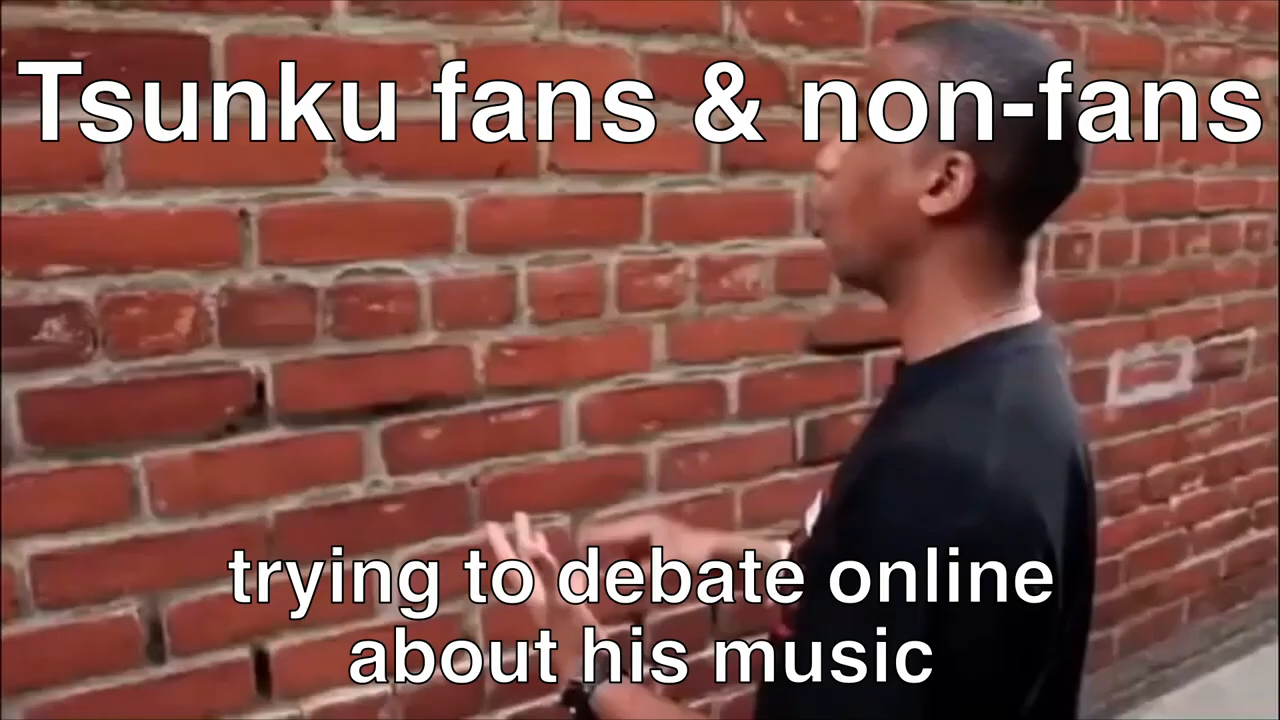 Tsunku fans & non-fans
trying to debate online
about his music